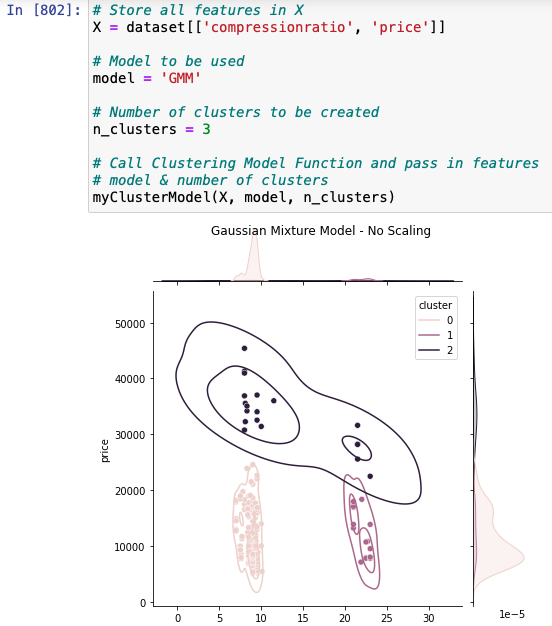 In [802]:
# Store all features in X
X = dataset[['compressionratio', 'price']]
# Model to be used
model = 'GMM'
# Number of clusters to be created
n_clusters = 3
# Call Clustering Model Function and pass in features
# model & number of clusters
myClusterModel(X, model, n_clusters)
Gaussian Mixture Model - No Scaling
cluster
0
1
2
50000
40000
30000
20000
10000
0
price
0 5 10 15 20 25 30
1e−5